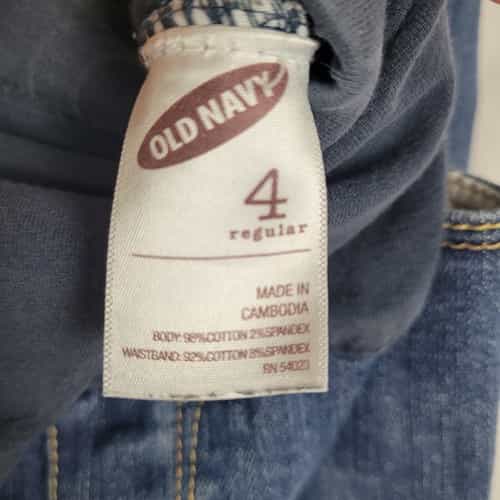 OLD NAVY
4
regular
MADE IN
CAMBODIA
BODY: 98%COTTON 2%SPANDEX
WAISTBAND: 92%COTTON 8%SPANDEX
RN 54023